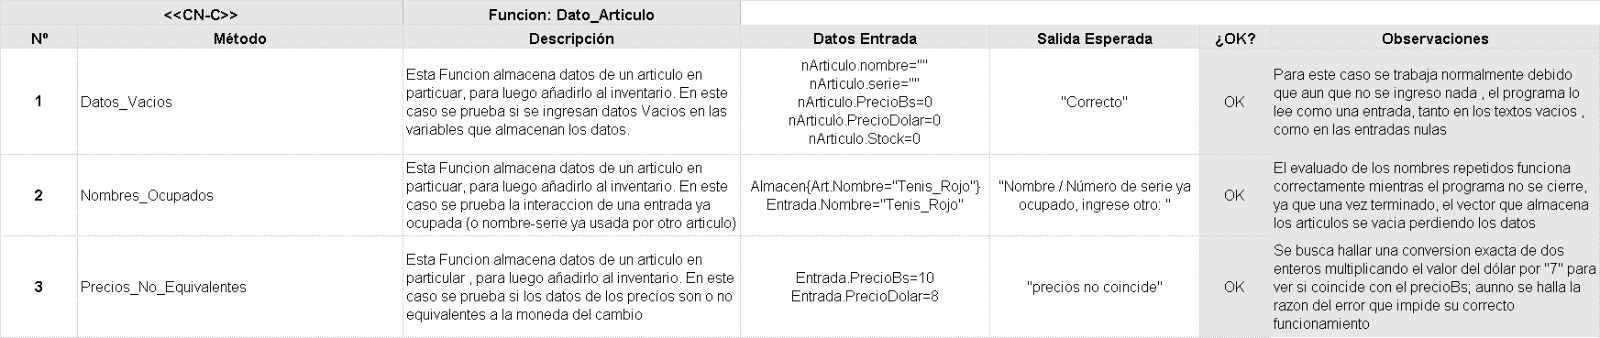 <<CN-C>>
Funcion: Dato_Articulo
Nº
Método
Descripción
Datos Entrada
Salida Esperada
¿OK?
Observaciones
1
Datos_Vacios
Esta Funcion almacena datos de un articulo en
particuar, para luego añadirlo al inventario. En este
caso se prueba si se ingresan datos Vacios en las
variables que almacenan los datos.
nArticulo.nombre=""
nArticulo.serie=""
nArticulo.PrecioBs=0
nArticulo.PrecioDolar=0
nArticulo.Stock=0
"Correcto"
OK
Para este caso se trabaja normalmente debido
que aun que no se ingreso nada , el programa lo
lee como una entrada, tanto en los textos vacios ,
como en las entradas nulas
2
Nombres_Ocupados
Esta Funcion almacena datos de un articulo en
particuar, para luego añadirlo al inventario. En este
caso se prueba la interaccion de una entrada ya
ocupada (o nombre-serie ya usada por otro articulo)
Almacen{Art.Nombre="Tenis_Rojo"}
Entrada.Nombre="Tenis_Rojo"
"Nombre / Número de serie ya
ocupado, ingrese otro: "
OK
El evaluado de los nombres repetidos funciona
correctamente mientras el programa no se cierre,
ya que una vez terminado, el vector que almacena
los articulos se vacia perdiendo los datos
3
Precios_No_Equivalentes
Esta Funcion almacena datos de un articulo en
particular , para luego añadirlo al inventario. En este
caso se prueba si los datos de los precios son o no
equivalentes a la moneda del cambio
Entrada.PrecioBs=10
Entrada.PrecioDolar=8
"precios no coincide"
OK
Se busca hallar una conversion exacta de dos
enteros multiplicando el valor del dólar por "7" para
ver si coincide con el precioBs; aunno se halla la
razon del error que impide su correcto
funcionamiento